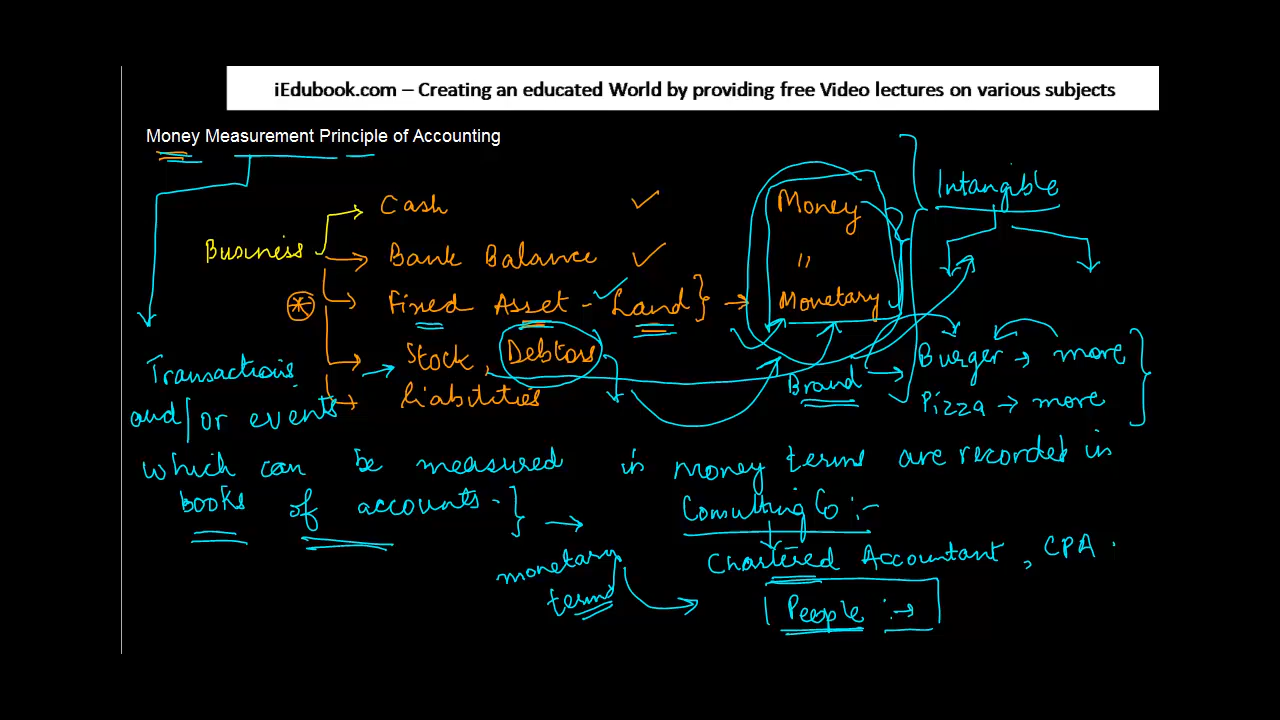 iEdubook.com – Creating an educated World by providing free Video lectures on various subjects
Money Measurement Principle of Accounting
Intangible
Cash
Money
Business
Bank Balance
"
Fixed Asset - Land
Monetary
Stock, Debtors
Liabilities
Brand
Burger → more
Pizza → more
Transactions
and/or events
which can be measured in money terms are recorded in
books of accounts.
Consulting Co :-
monetary
terms
Chartered Accountant, CPA.
People :→